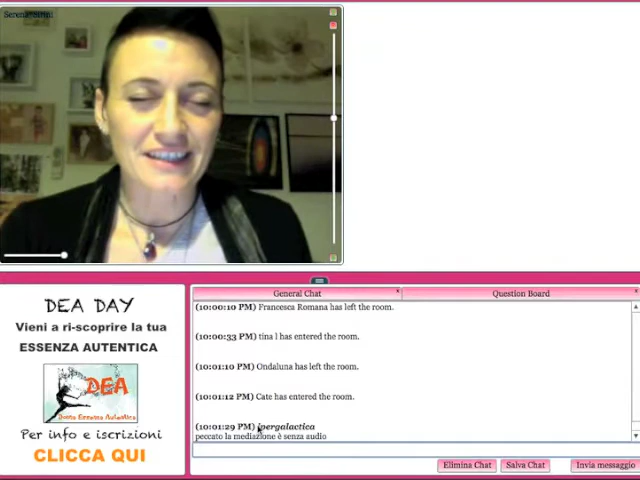 DEA DAY
Vieni a ri-scoprire la tua
ESSENZA AUTENTICA
DEA
Per info e iscrizioni
CLICCA QUI
General Chat
Question Board
(10:00:10 PM) Francesca Romana has left the room.
(10:00:33 PM) tina l has entered the room.
(10:01:10 PM) Ondaluna has left the room.
(10:01:12 PM) Cate has entered the room.
(10:01:29 PM) ipergalactica
peccato la mediazione è senza audio
Elimina Chat
Salva Chat
Invia messaggio